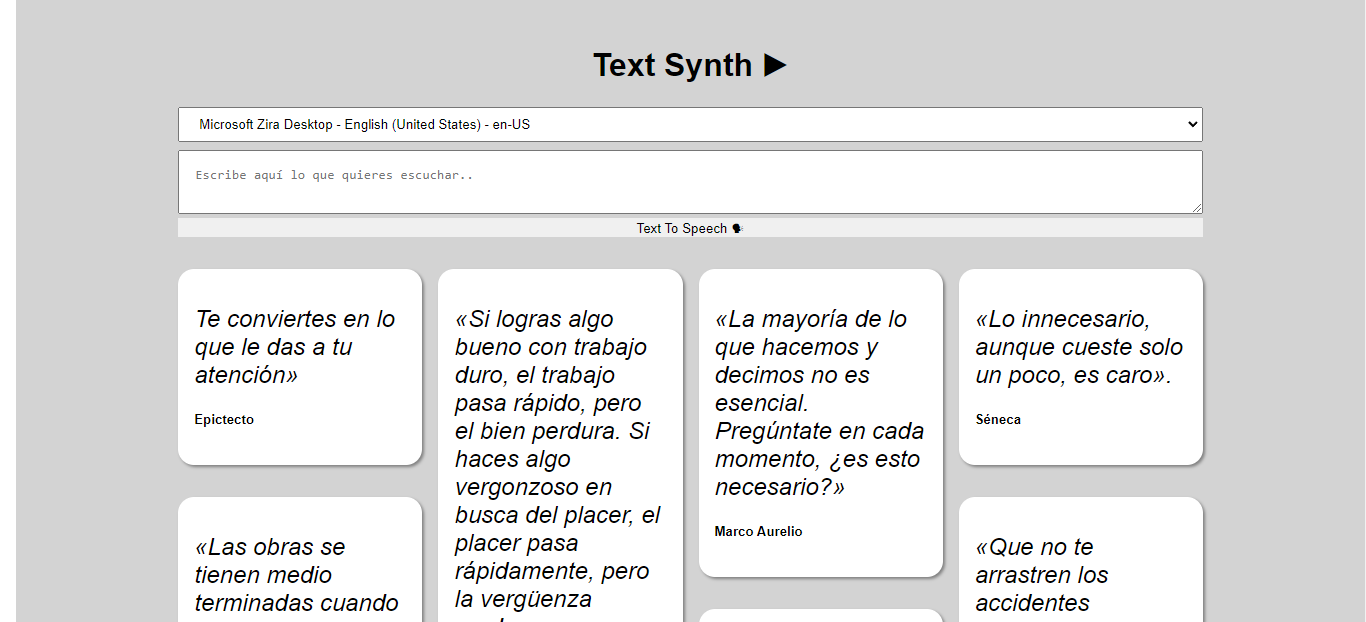 Text Synth ▶
Microsoft Zira Desktop - English (United States) - en-US
Escribe aquí lo que quieres escuchar..
Text To Speech 🗣
Te conviertes en lo
que le das a tu
atención»
Epictecto
«Las obras se
tienen medio
terminadas cuando
«Si logras algo
bueno con trabajo
duro, el trabajo
pasa rápido, pero
el bien perdura. Si
haces algo
vergonzoso en
busca del placer, el
placer pasa
rápidamente, pero
la vergüenza
«La mayoría de lo
que hacemos y
decimos no es
esencial.
Pregúntate en cada
momento, ¿es esto
necesario?»
Marco Aurelio
«Lo innecesario,
aunque cueste solo
un poco, es caro».
Séneca
«Que no te
arrastren los
accidentes